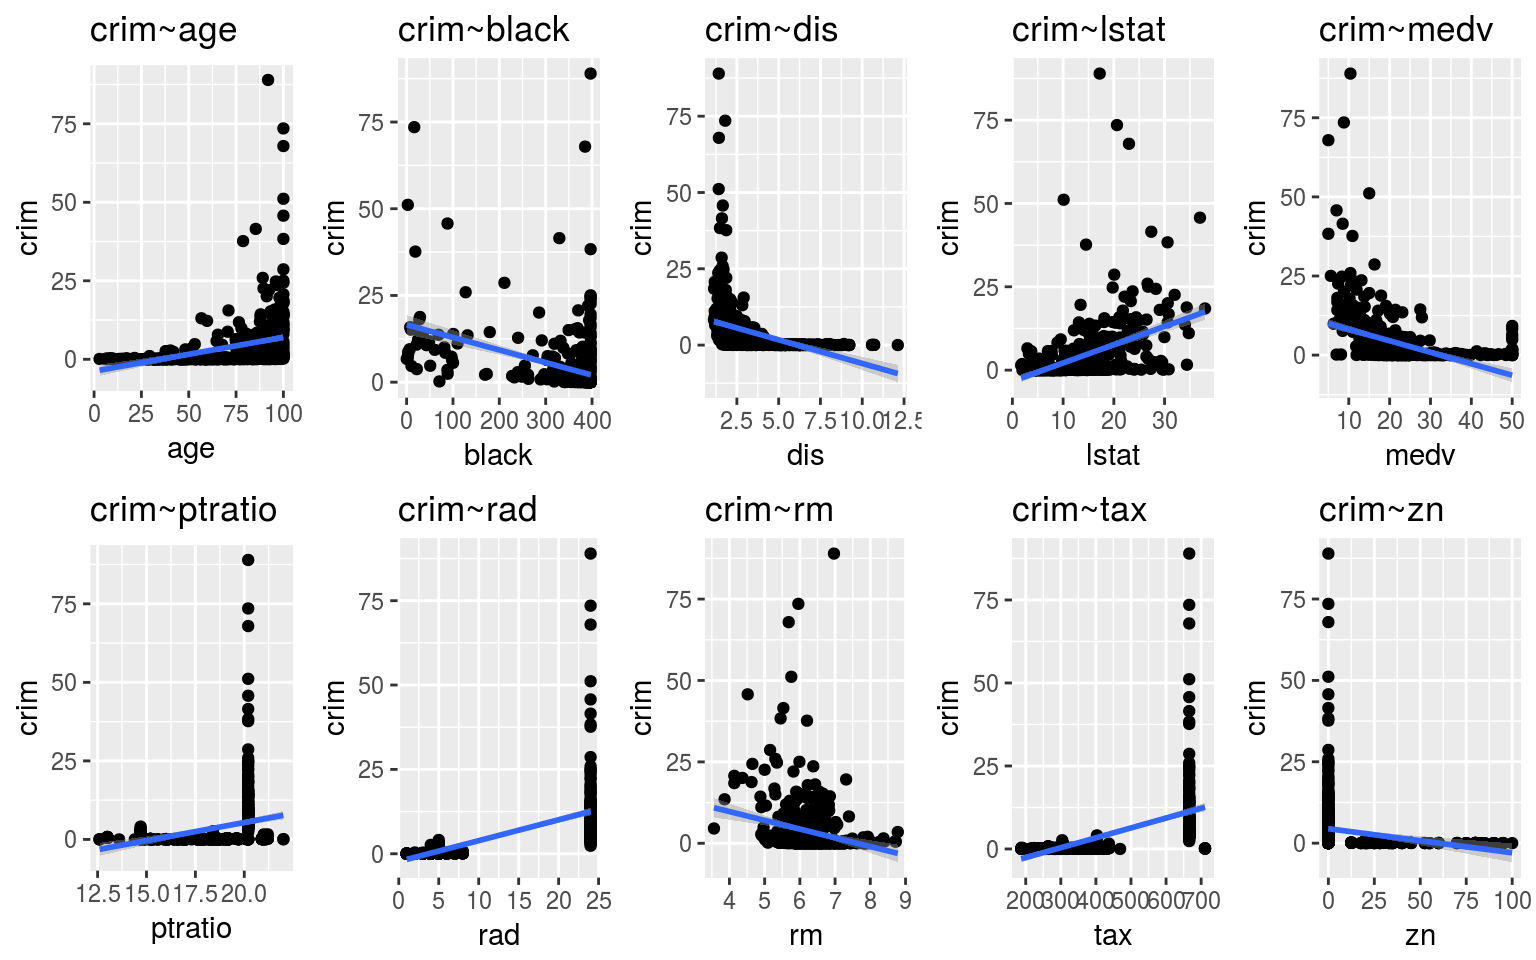 crim~age
crim~black
crim~dis
crim~lstat
crim~medv
75
50
25
0
crim
0 25 50 75 100
age
75
50
25
0
crim
0 100 200 300 400
black
75
50
25
0
crim
2.5 5.0 7.5 10.0 12.5
dis
75
50
25
0
crim
0 10 20 30
lstat
75
50
25
0
crim
10 20 30 40 50
medv
crim~ptratio
crim~rad
crim~rm
crim~tax
crim~zn
75
50
25
0
crim
12.5 15.0 17.5 20.0
ptratio
75
50
25
0
crim
0 5 10 15 20 25
rad
75
50
25
0
crim
4 5 6 7 8 9
rm
75
50
25
0
crim
200 300 400 500 600 700
tax
75
50
25
0
crim
0 25 50 75 100
zn